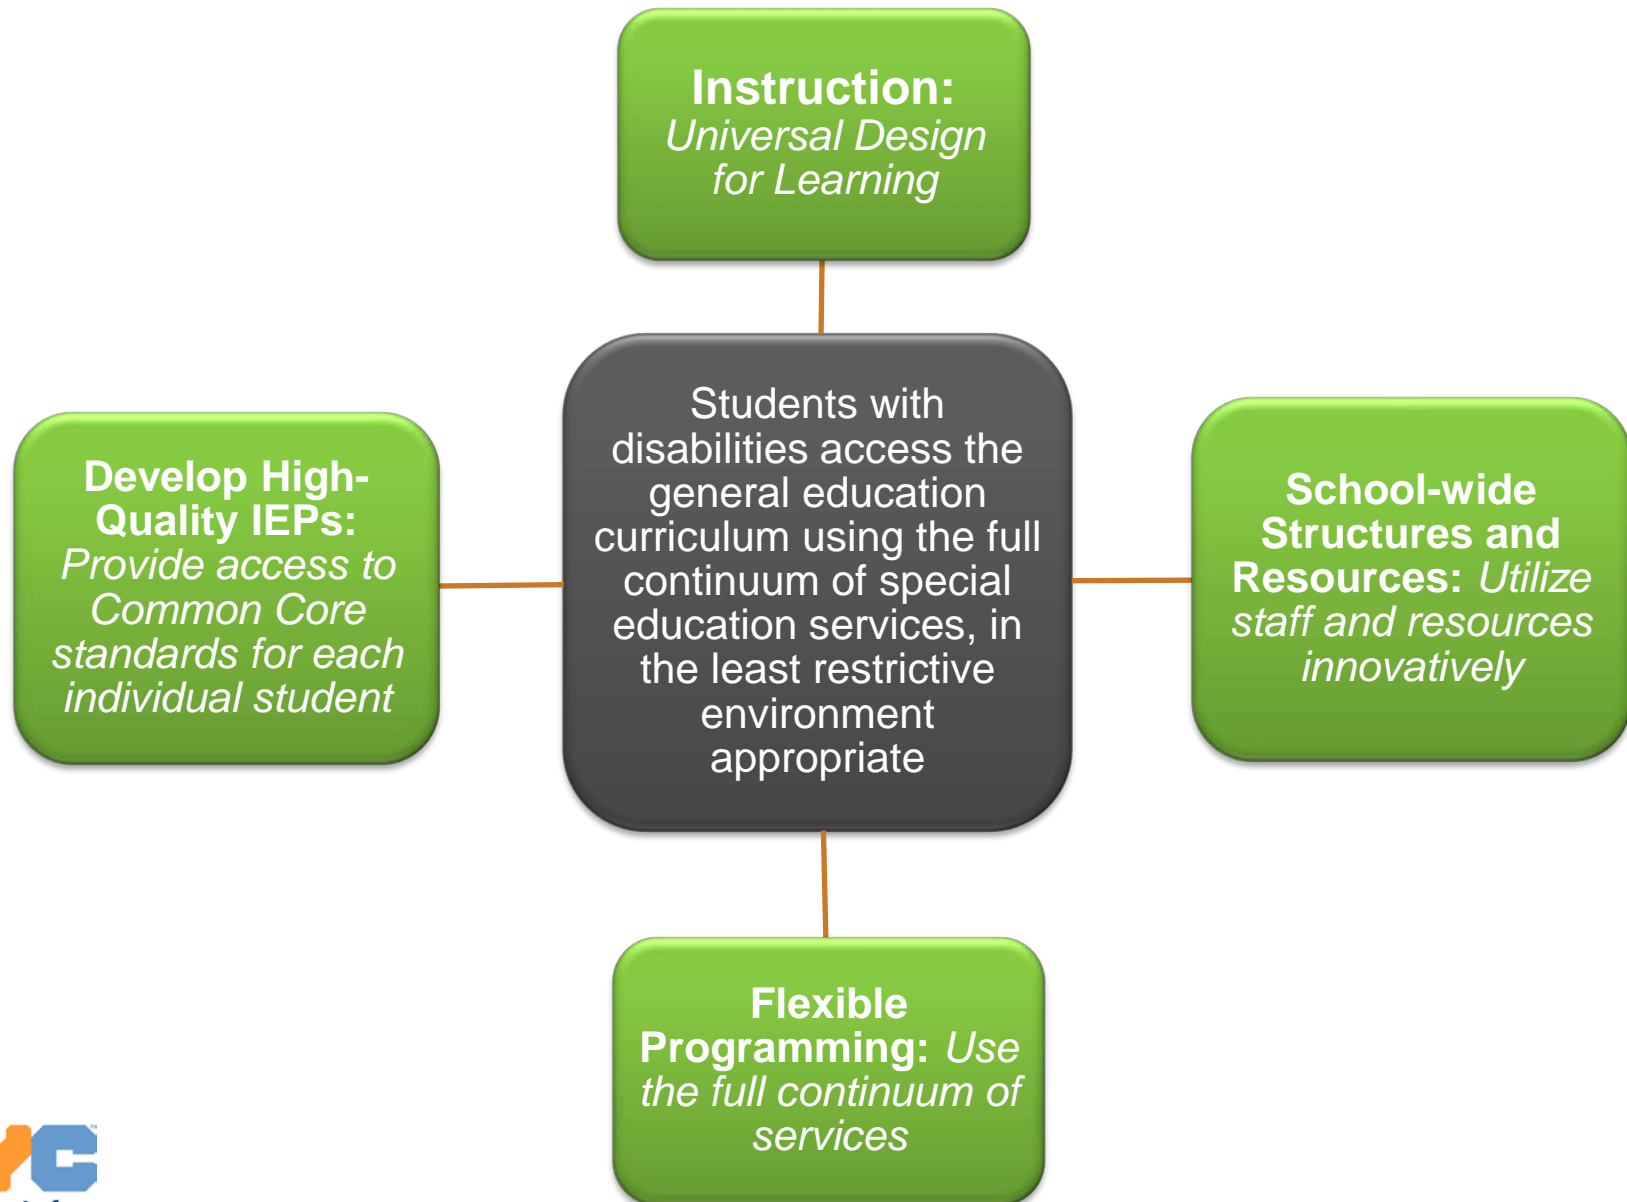 Instruction:
Universal Design
for Learning
Students with
disabilities access the
general education
curriculum using the full
continuum of special
education services, in
the least restrictive
environment
appropriate
Develop High-
Quality IEPs:
Provide access to
Common Core
standards for each
individual student
School-wide
Structures and
Resources: Utilize
staff and resources
innovatively
Flexible
Programming: Use
the full continuum of
services